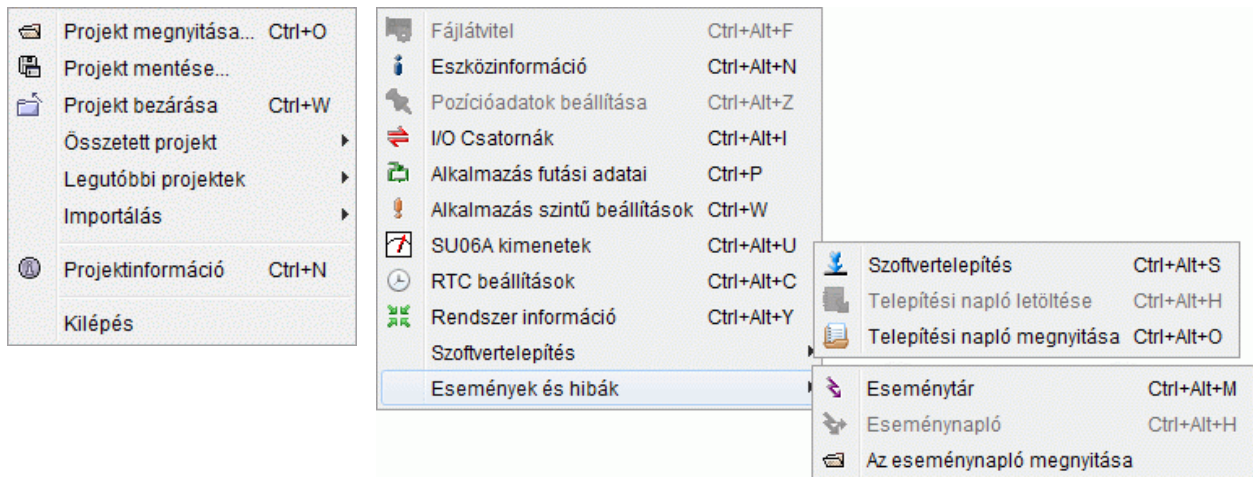 Projekt megnyitása... Ctrl+O
Projekt mentése...
Projekt bezárása Ctrl+W
Összetett projekt
Legutóbbi projektek
Importálás
Projektinformáció Ctrl+N
Kilépés
Fájlátvitel Ctrl+Alt+F
Eszközinformáció Ctrl+Alt+N
Pozícióadatok beállítása Ctrl+Alt+Z
I/O Csatornák Ctrl+Alt+I
Alkalmazás futási adatai Ctrl+P
Alkalmazás szintű beállítások Ctrl+W
SU06A kimenetek Ctrl+Alt+U
RTC beállítások Ctrl+Alt+C
Rendszer információ Ctrl+Alt+Y
Szoftvertelepítés
Események és hibák
Szoftvertelepítés Ctrl+Alt+S
Telepítési napló letöltése Ctrl+Alt+H
Telepítési napló megnyitása Ctrl+Alt+O
Eseménytár Ctrl+Alt+M
Eseménynapló Ctrl+Alt+H
Az eseménynapló megnyitása